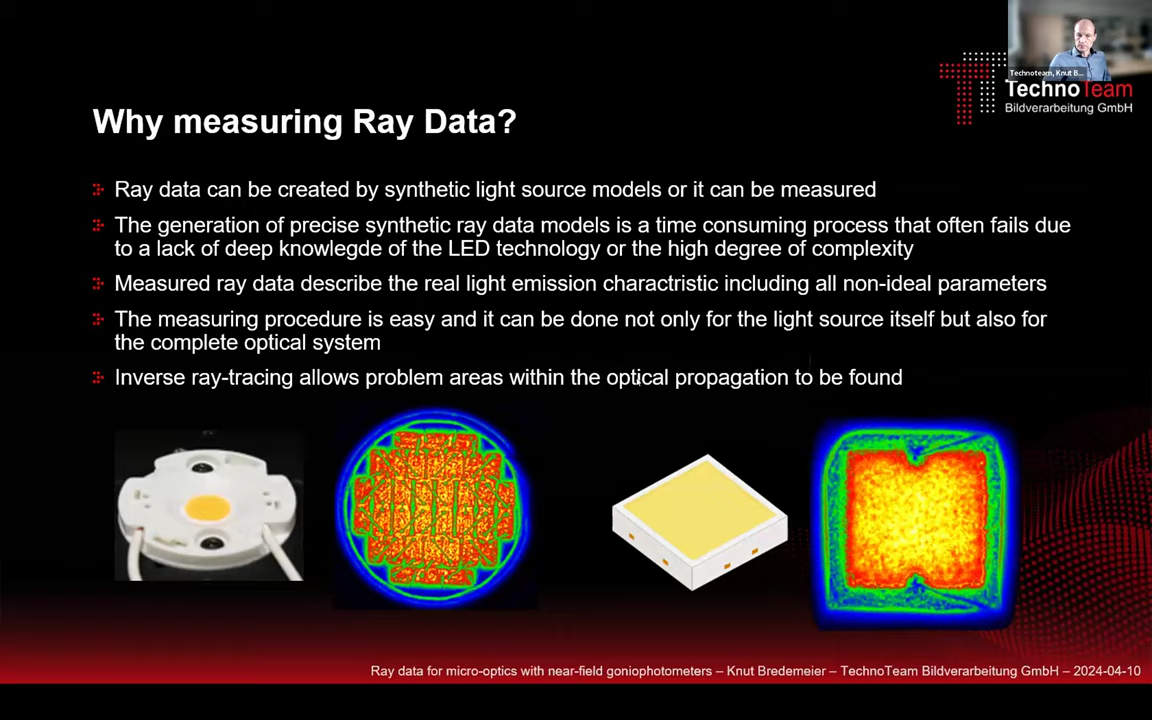 Technoteam, Knut B...
TechnoTeam
Bildverarbeitung GmbH
Why measuring Ray Data?
Ray data can be created by synthetic light source models or it can be measured
The generation of precise synthetic ray data models is a time consuming process that often fails due
to a lack of deep knowlegde of the LED technology or the high degree of complexity
Measured ray data describe the real light emission charactristic including all non-ideal parameters
The measuring procedure is easy and it can be done not only for the light source itself but also for
the complete optical system
Inverse ray-tracing allows problem areas within the optical propagation to be found
Ray data for micro-optics with near-field goniophotometers – Knut Bredemeier – TechnoTeam Bildverarbeitung GmbH – 2024-04-10